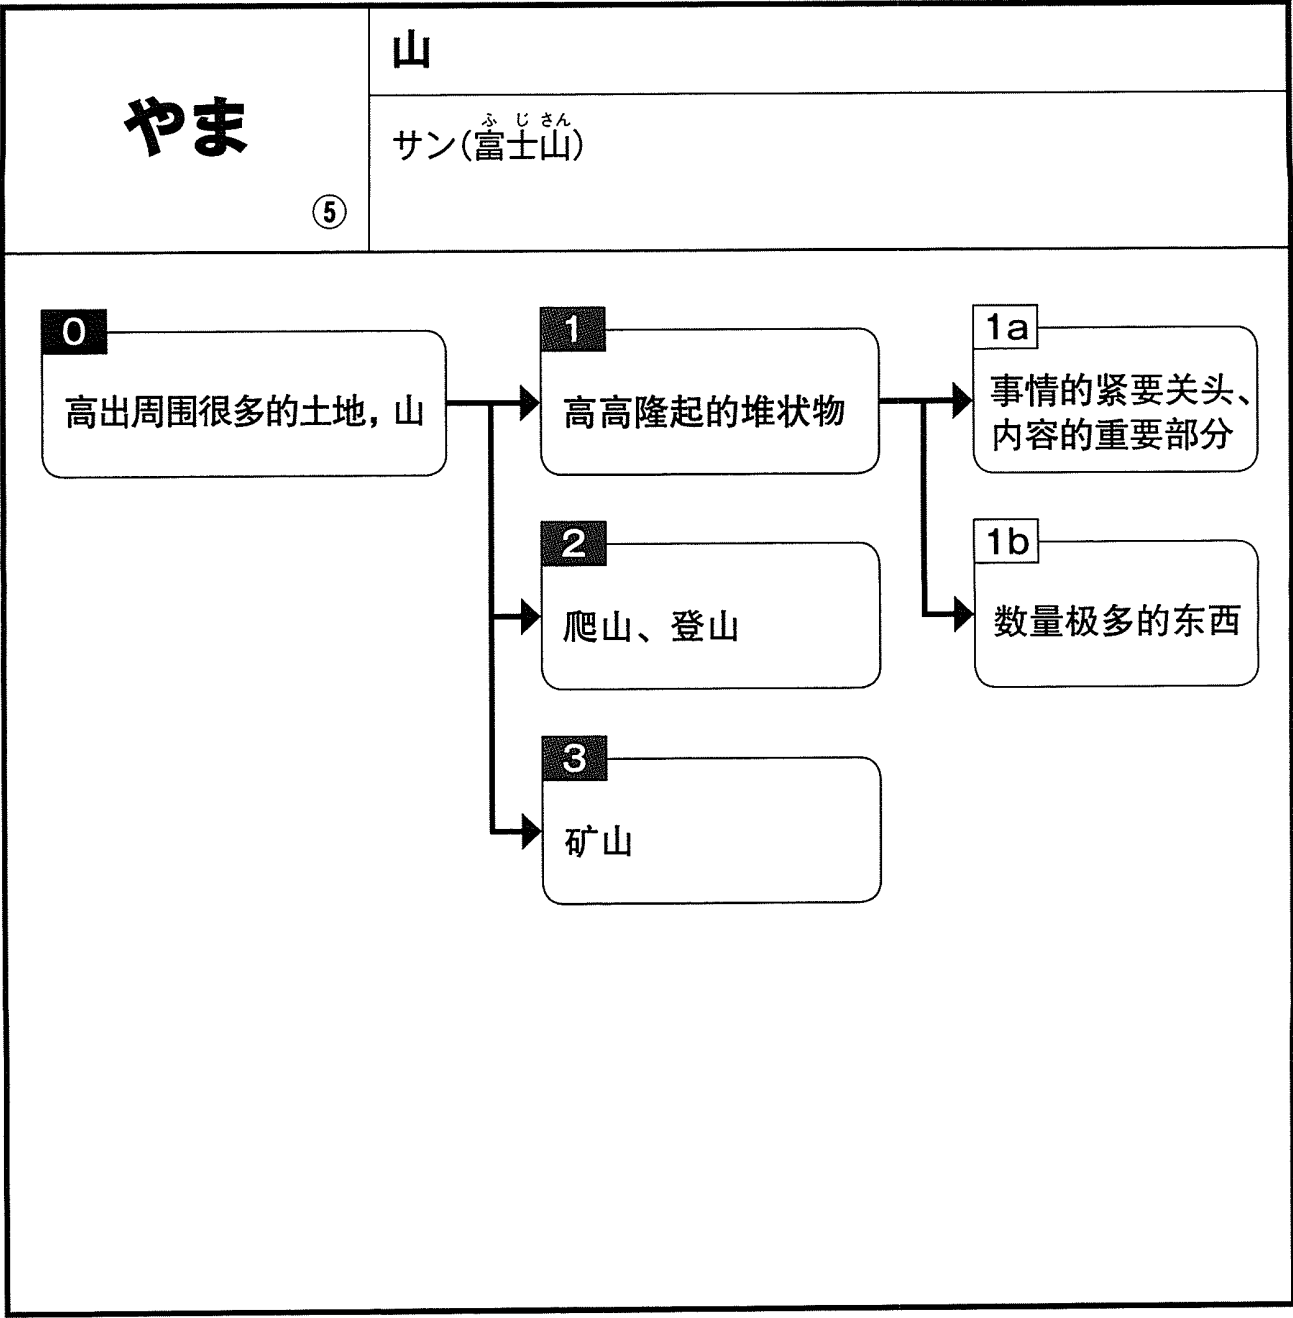 やま
⑤
山
ふ じ さん
サン(富士山)
0
高出周围很多的土地，山
1
高高隆起的堆状物
1a
事情的紧要关头、
内容的重要部分
2
爬山、登山
1b
数量极多的东西
3
矿山